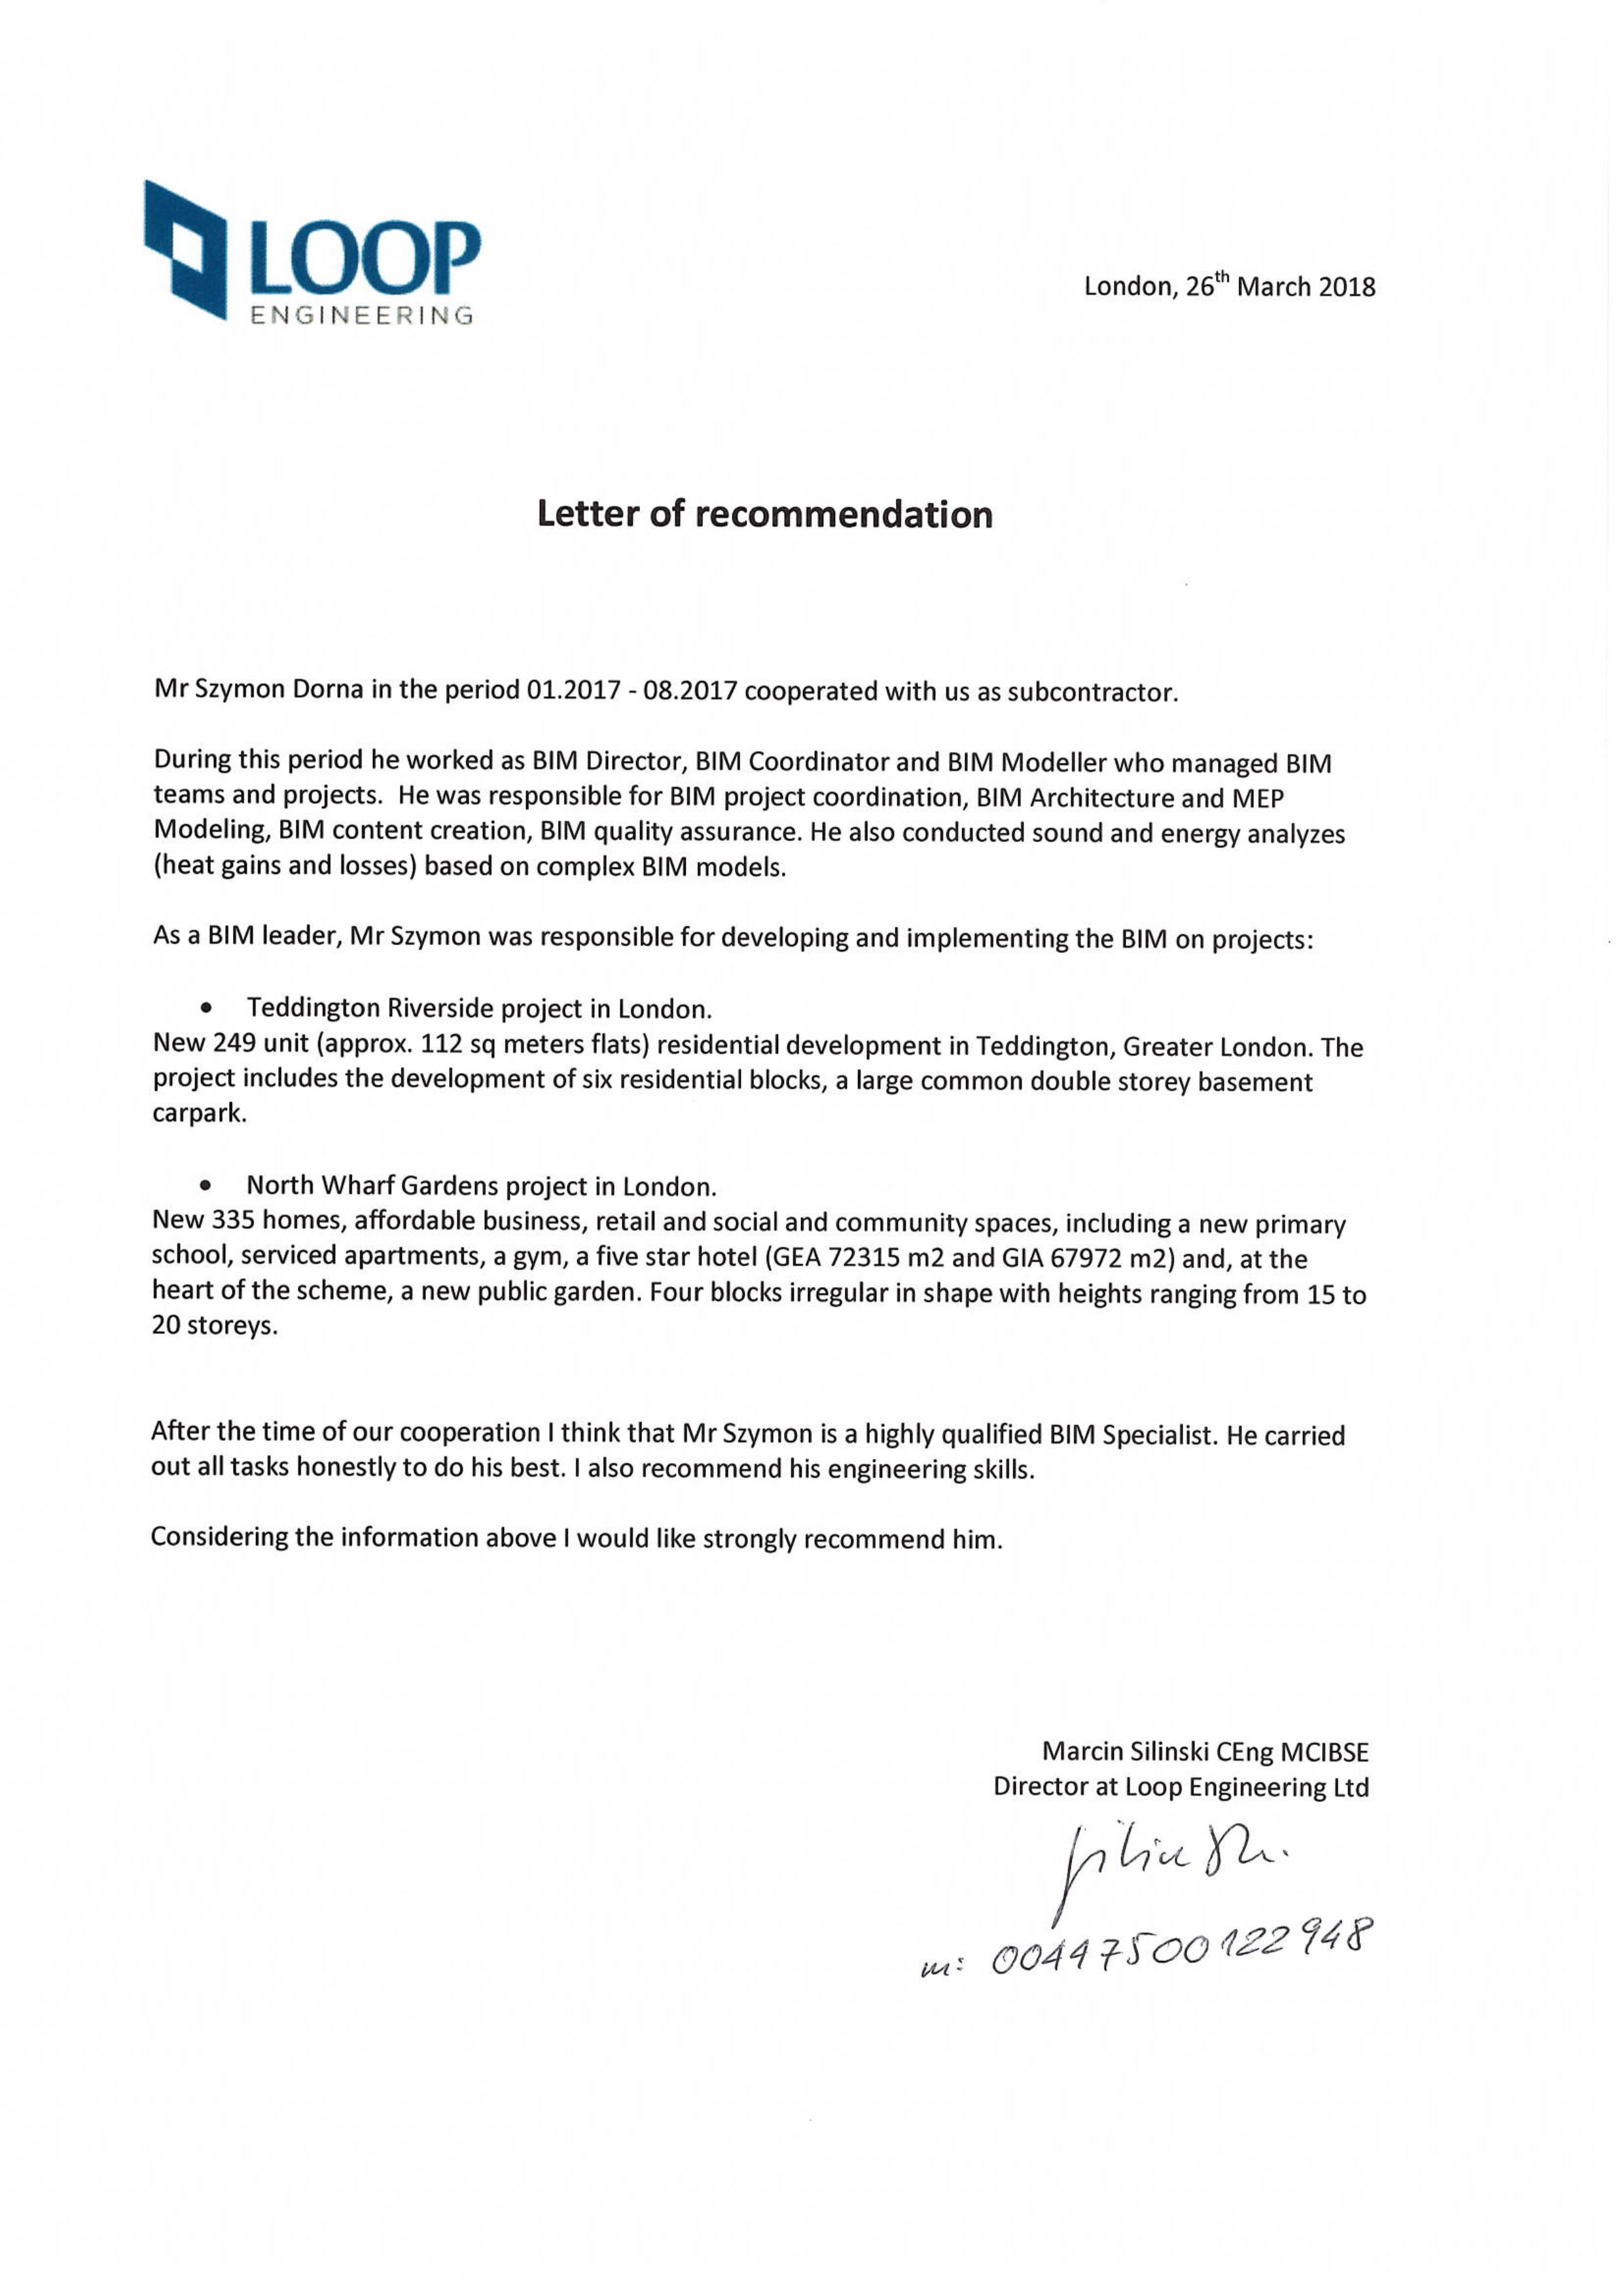 LOOP
ENGINEERING
London, 26th March 2018
Letter of recommendation
Mr Szymon Dorna in the period 01.2017 - 08.2017 cooperated with us as subcontractor.
During this period he worked as BIM Director, BIM Coordinator and BIM Modeller who managed BIM
teams and projects.  He was responsible for BIM project coordination, BIM Architecture and MEP
Modeling, BIM content creation, BIM quality assurance. He also conducted sound and energy analyzes
(heat gains and losses) based on complex BIM models.
As a BIM leader, Mr Szymon was responsible for developing and implementing the BIM on projects:
• Teddington Riverside project in London.
New 249 unit (approx. 112 sq meters flats) residential development in Teddington, Greater London. The
project includes the development of six residential blocks, a large common double storey basement
carpark.
• North Wharf Gardens project in London.
New 335 homes, affordable business, retail and social and community spaces, including a new primary
school, serviced apartments, a gym, a five star hotel (GEA 72315 m2 and GIA 67972 m2) and, at the
heart of the scheme, a new public garden. Four blocks irregular in shape with heights ranging from 15 to
20 storeys.
After the time of our cooperation I think that Mr Szymon is a highly qualified BIM Specialist. He carried
out all tasks honestly to do his best. I also recommend his engineering skills.
Considering the information above I would like strongly recommend him.
Marcin Silinski CEng MCIBSE
Director at Loop Engineering Ltd
m: 00447500122948